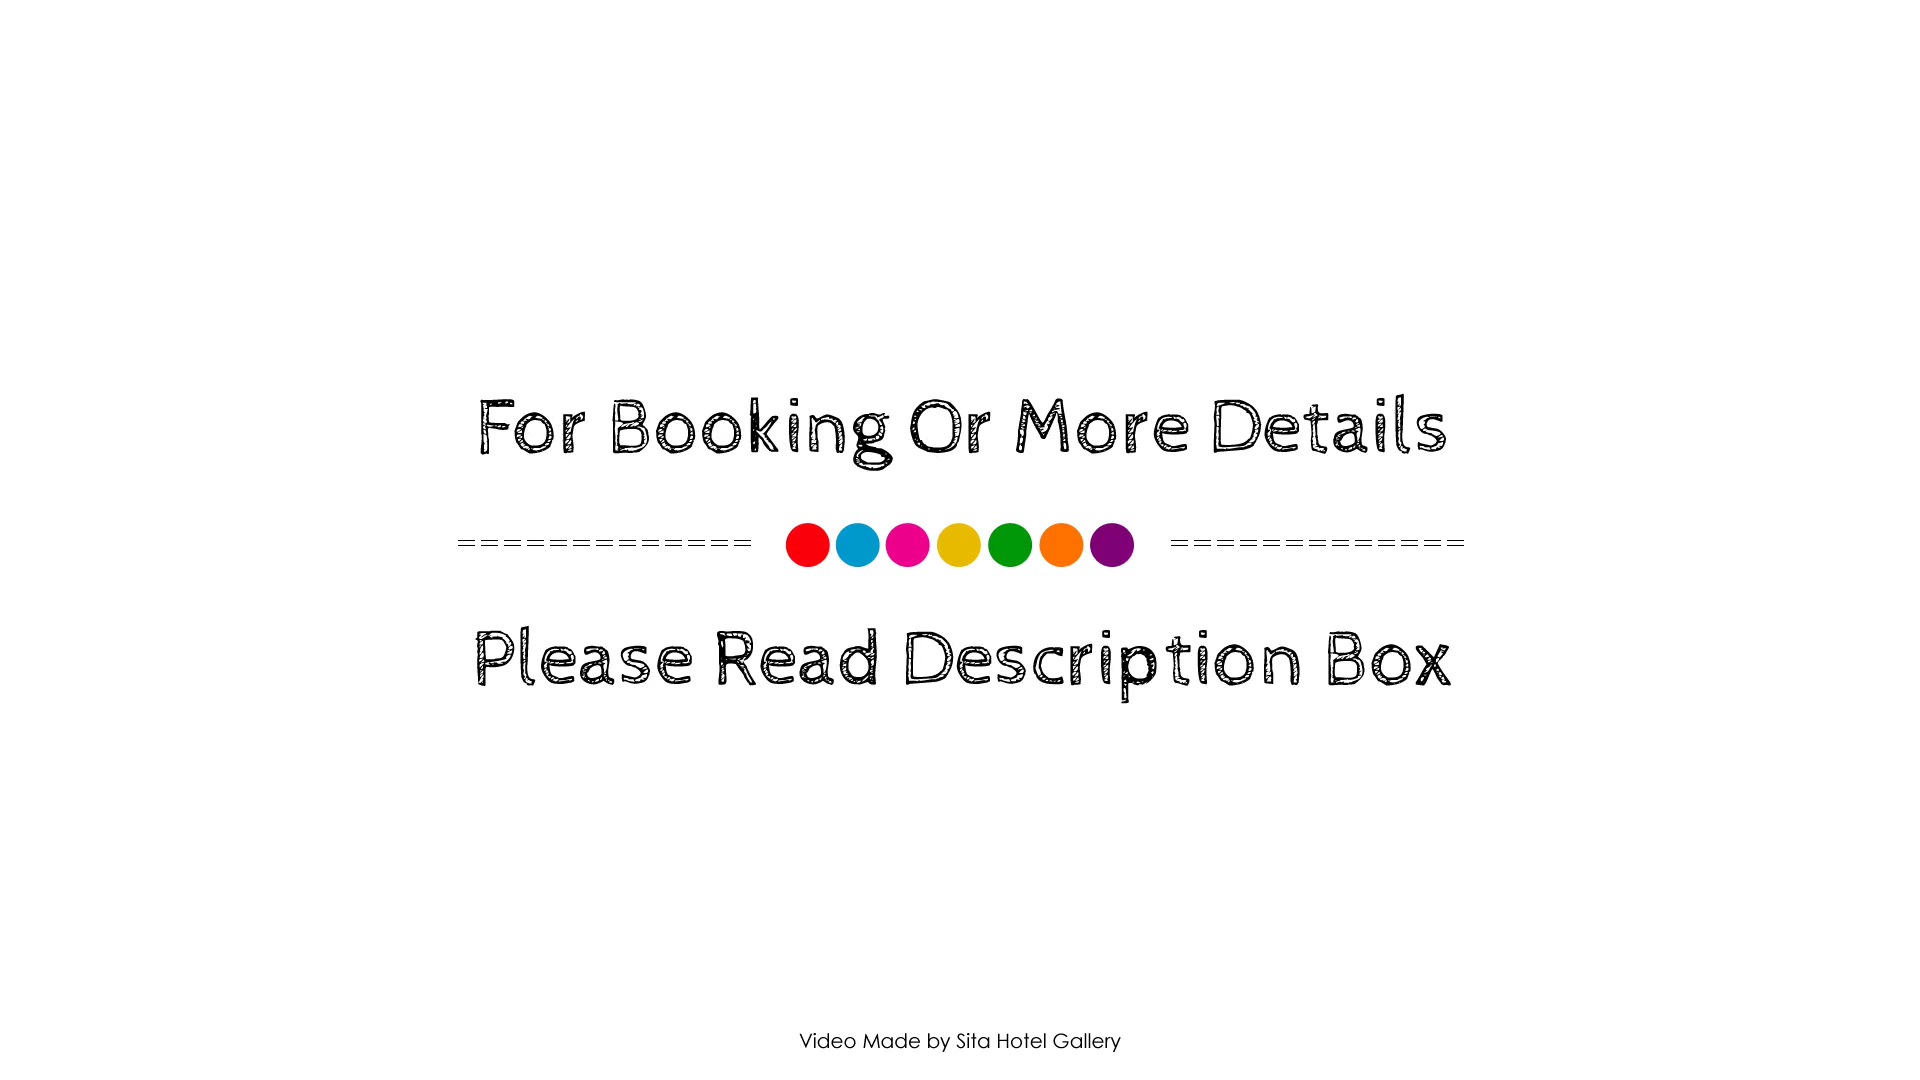 For Booking Or More Details
============= =============
Please Read Description Box
Video Made by Sita Hotel Gallery